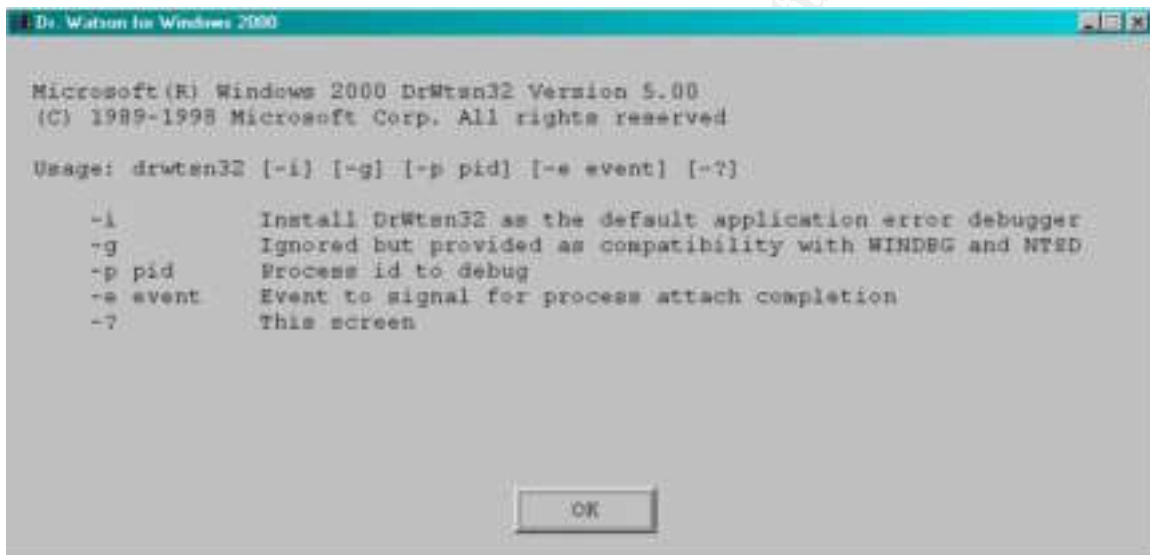 Dr. Watson for Windows 2000
Microsoft(R) Windows 2000 DrWtsn32 Version 5.00
(C) 1989-1998 Microsoft Corp. All rights reserved
Usage: drwtsn32 [-i] [-g] [-p pid] [-e event] [-?]
-i Install DrWtsn32 as the default application error debugger
-g Ignored but provided as compatibility with WINDBG and NTSD
-p pid Process id to debug
-e event Event to signal for process attach completion
-? This screen
OK